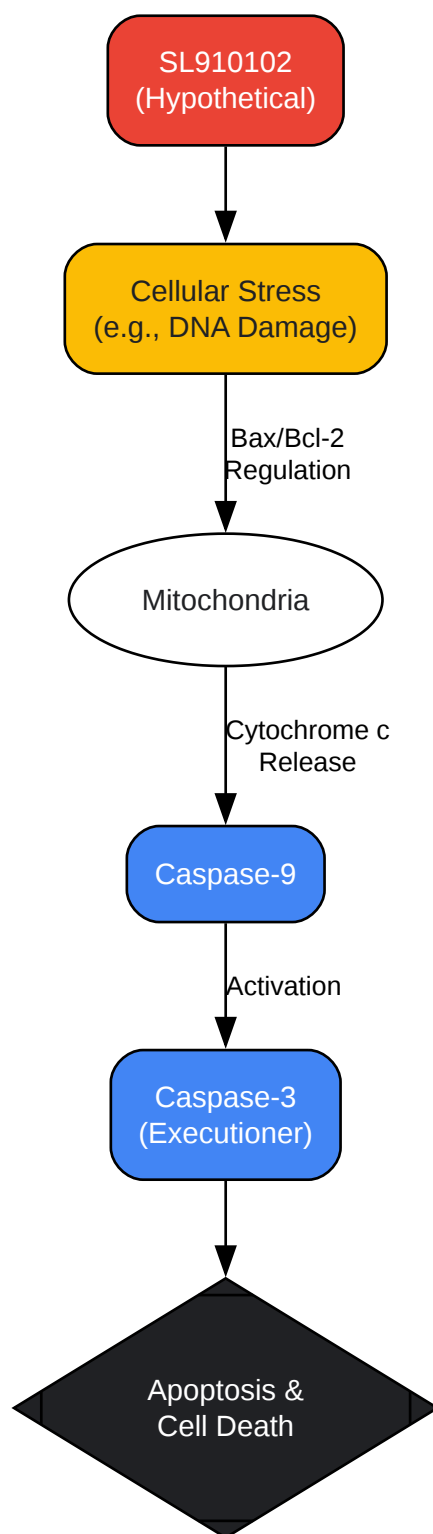 SL910102
(Hypothetical)
Cellular Stress
(e.g., DNA Damage)
Bax/Bcl-2
Regulation
Mitochondria
Cytochrome c
Release
Caspase-9
Activation
Caspase-3
(Executioner)
Apoptosis &
Cell Death